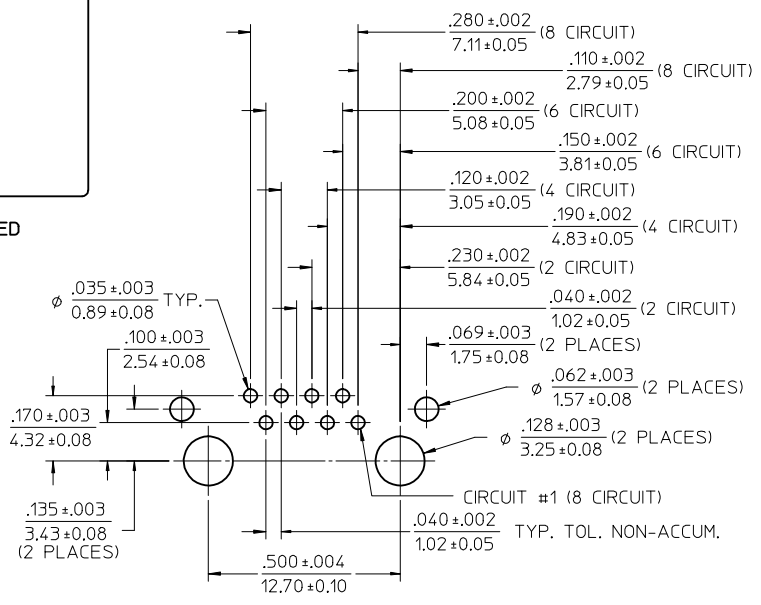 .280±.002
7.11±0.05
(8 CIRCUIT)
.110±.002
2.79±0.05
(8 CIRCUIT)
.200±.002
5.08±0.05
(6 CIRCUIT)
.150±.002
3.81±0.05
(6 CIRCUIT)
.120±.002
3.05±0.05
(4 CIRCUIT)
.190±.002
4.83±0.05
(4 CIRCUIT)
ED
.230±.002
5.84±0.05
(2 CIRCUIT)
ϕ .035±.003
0.89±0.08
TYP.
.040±.002
1.02±0.05
(2 CIRCUIT)
.100±.003
2.54±0.08
.069±.003
1.75±0.08
(2 PLACES)
ϕ .062±.003
1.57±0.08
(2 PLACES)
.170±.003
4.32±0.08
ϕ .128±.003
3.25±0.08
(2 PLACES)
CIRCUIT #1 (8 CIRCUIT)
.135±.003
3.43±0.08
(2 PLACES)
.040±.002
1.02±0.05
TYP. TOL. NON-ACCUM.
.500±.004
12.70±0.10